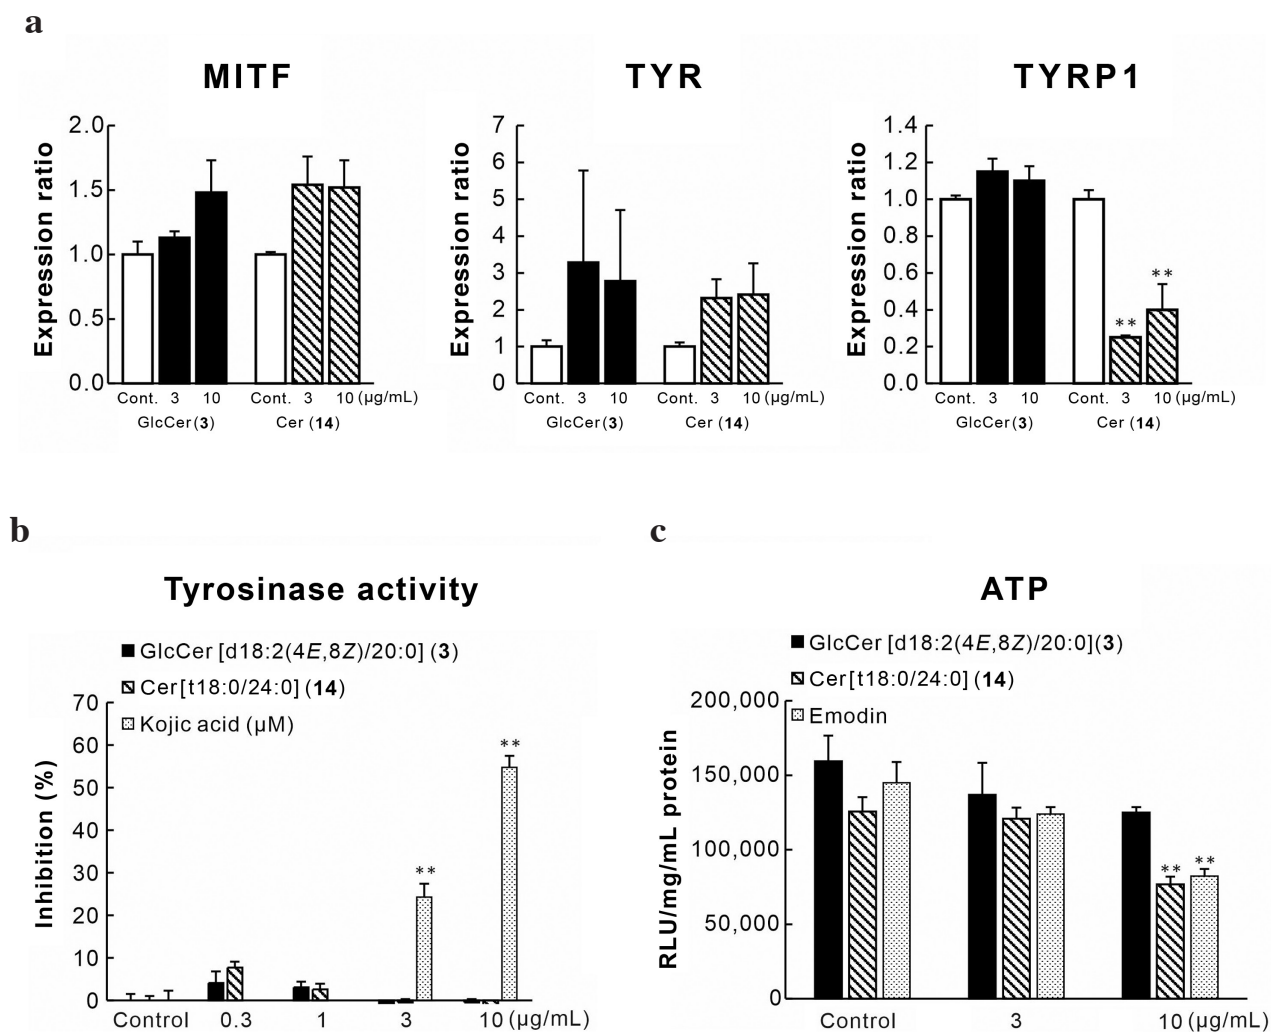 a
MITF
TYR
TYRP1
Expression ratio
2.0
1.5
1.0
0.5
0.0
Cont. 3 10 Cont. 3 10 (µg/mL)
GlcCer(3) Cer (14)
Expression ratio
7
6
5
4
3
2
1
0
Cont. 3 10 Cont. 3 10 (µg/mL)
GlcCer(3) Cer (14)
Expression ratio
1.4
1.2
1.0
0.8
0.6
0.4
0.2
0.0
**
**
Cont. 3 10 Cont. 3 10 (µg/mL)
GlcCer(3) Cer (14)
b
Tyrosinase activity
GlcCer [d18:2(4E,8Z)/20:0] (3)
Cer[t18:0/24:0] (14)
Kojic acid (µM)
Inhibition (%)
70
60
50
40
30
20
10
0
**
**
Control 0.3 1 3 10 (µg/mL)
c
ATP
GlcCer [d18:2(4E,8Z)/20:0](3)
Cer[t18:0/24:0] (14)
Emodin
RLU/mg/mL protein
200,000
150,000
100,000
50,000
0
** **
Control 3 10 (µg/mL)